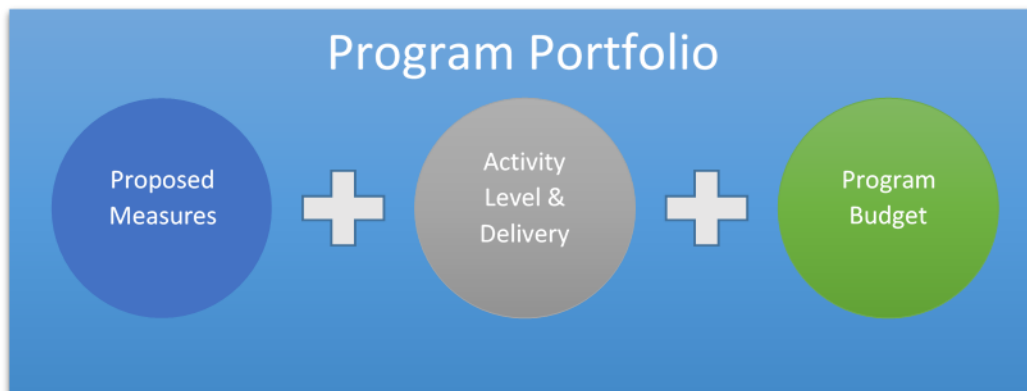 Program Portfolio
Proposed
Measures
Activity
Level &
Delivery
Program
Budget